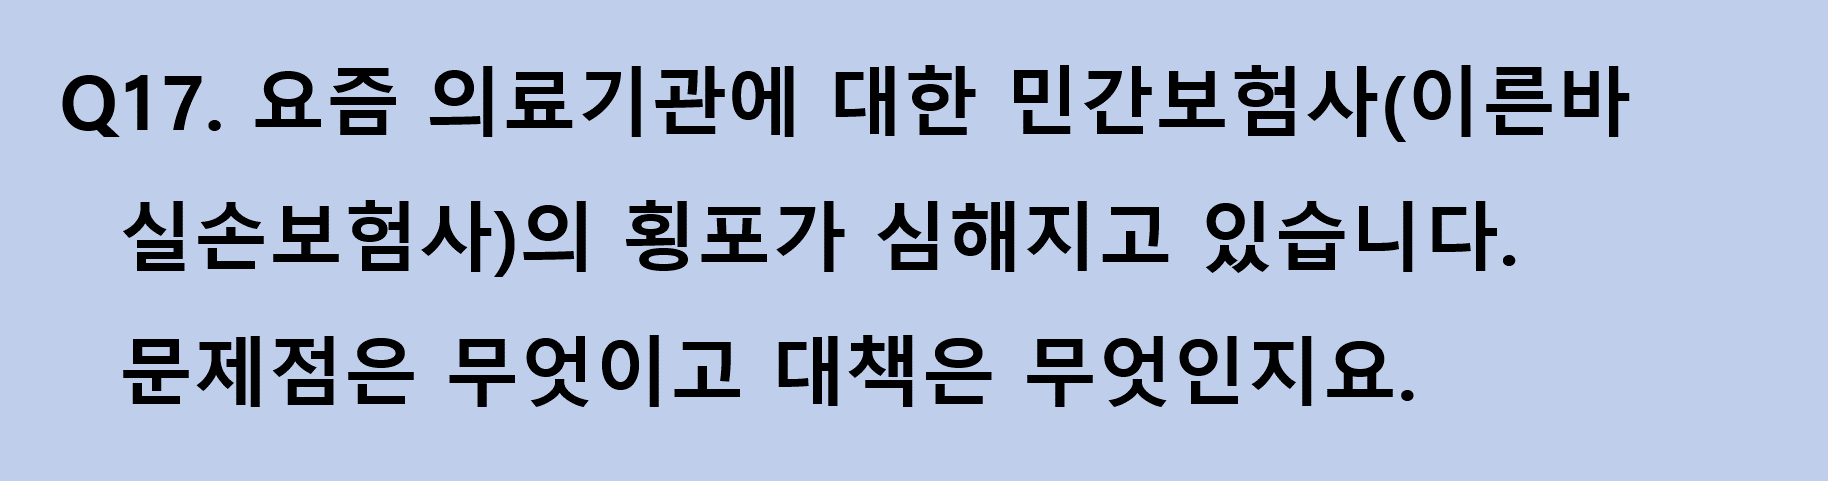 Q17. 요즘 의료기관에 대한 민간보험사(이른바
실손보험사)의 횡포가 심해지고 있습니다.
문제점은 무엇이고 대책은 무엇인지요.